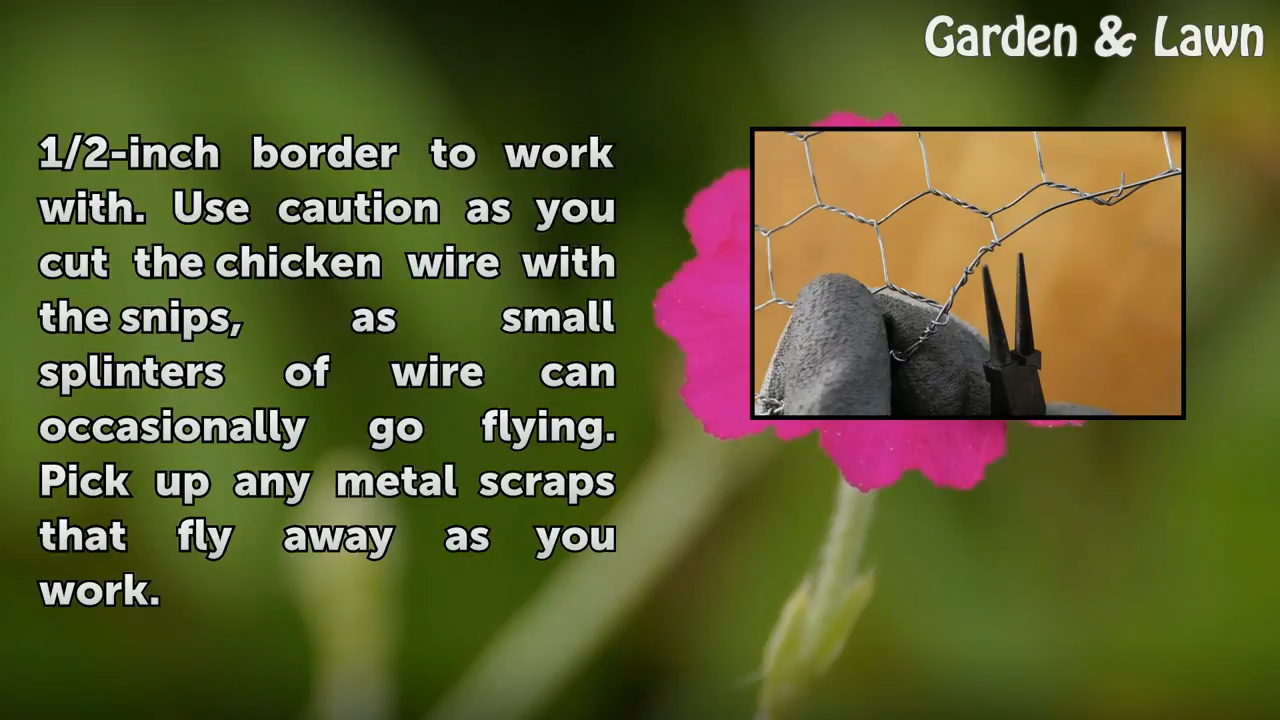 Garden & Lawn
1/2-inch border to work
with. Use caution as you
cut the chicken wire with
the snips, as small
splinters of wire can
occasionally go flying.
Pick up any metal scraps
that fly away as you
work.